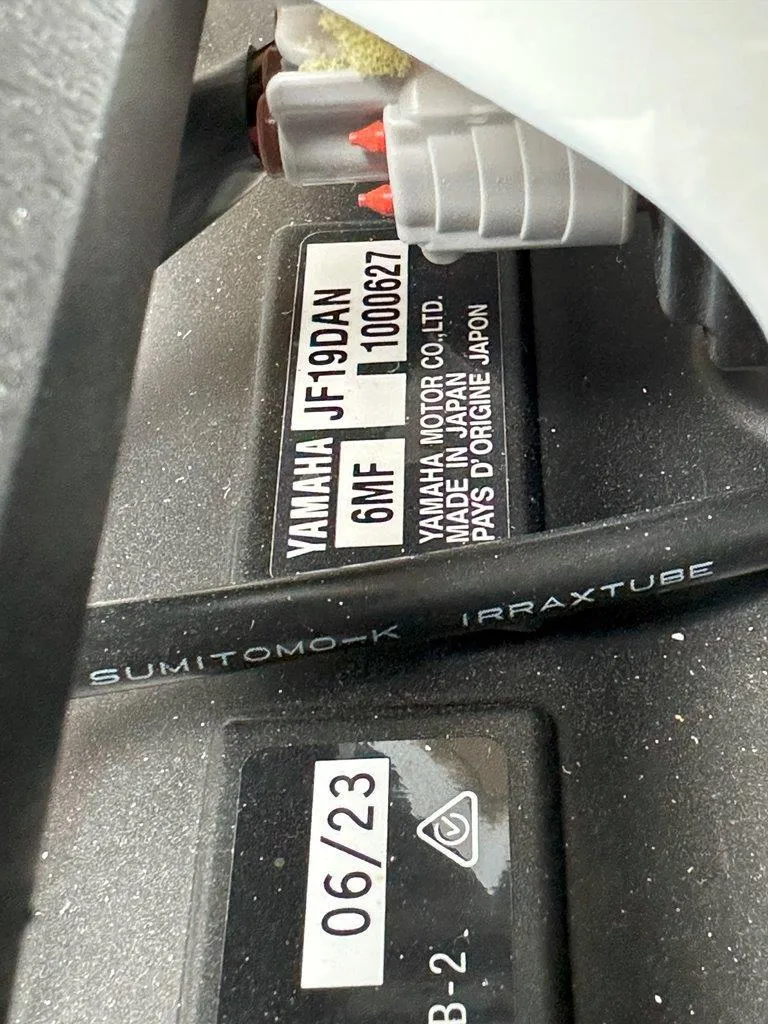 YAMAHA JF19DAN
6MF 1000627
YAMAHA MOTOR CO.,LTD.
MADE IN JAPAN
PAYS D'ORIGINE JAPON
SUMITOMO-K IRRAXTUBE
06/23
B-2